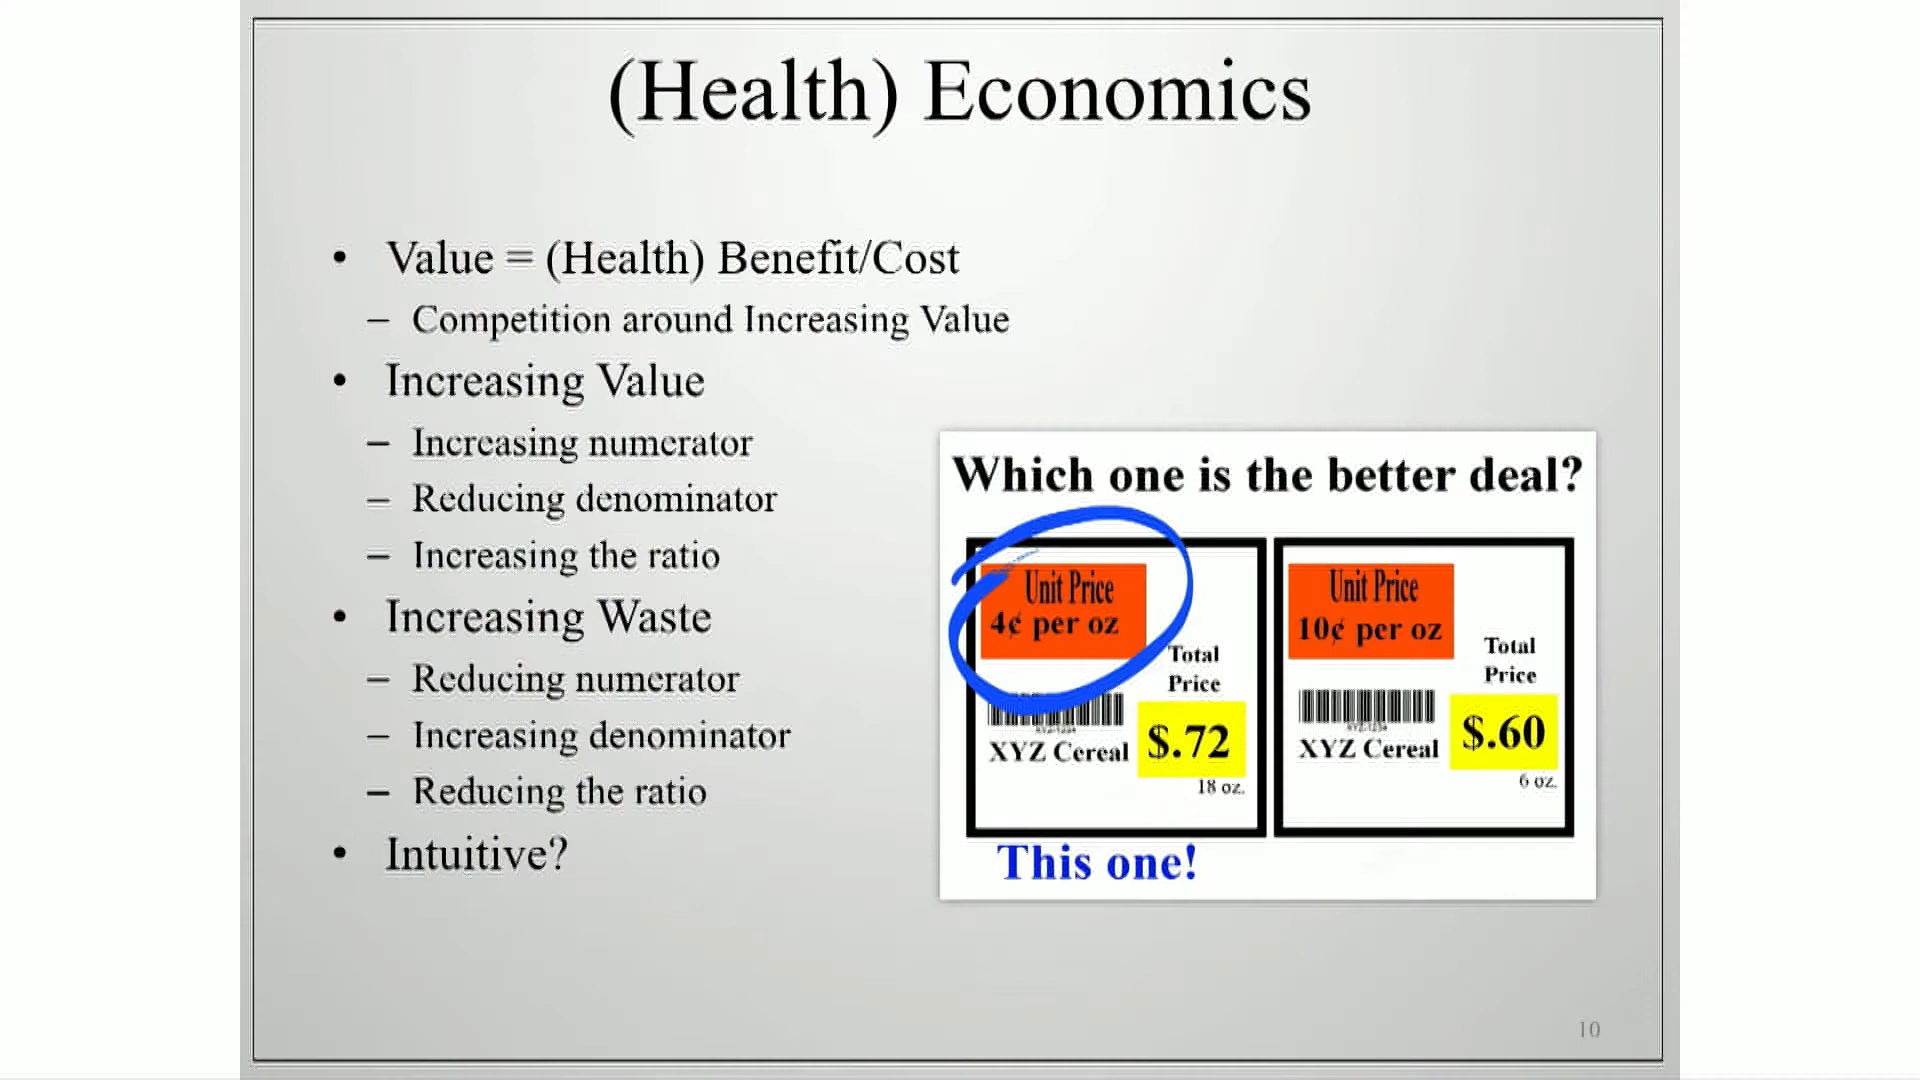 (Health) Economics
• Value = (Health) Benefit/Cost
– Competition around Increasing Value
• Increasing Value
– Increasing numerator
– Reducing denominator
– Increasing the ratio
• Increasing Waste
– Reducing numerator
– Increasing denominator
– Reducing the ratio
• Intuitive?
Which one is the better deal?
Unit Price
4¢ per oz
Total
Price
XYZ Cereal
$.72
18 oz.
This one!
Unit Price
10¢ per oz
Total
Price
XYZ Cereal
$.60
6 oz.
10